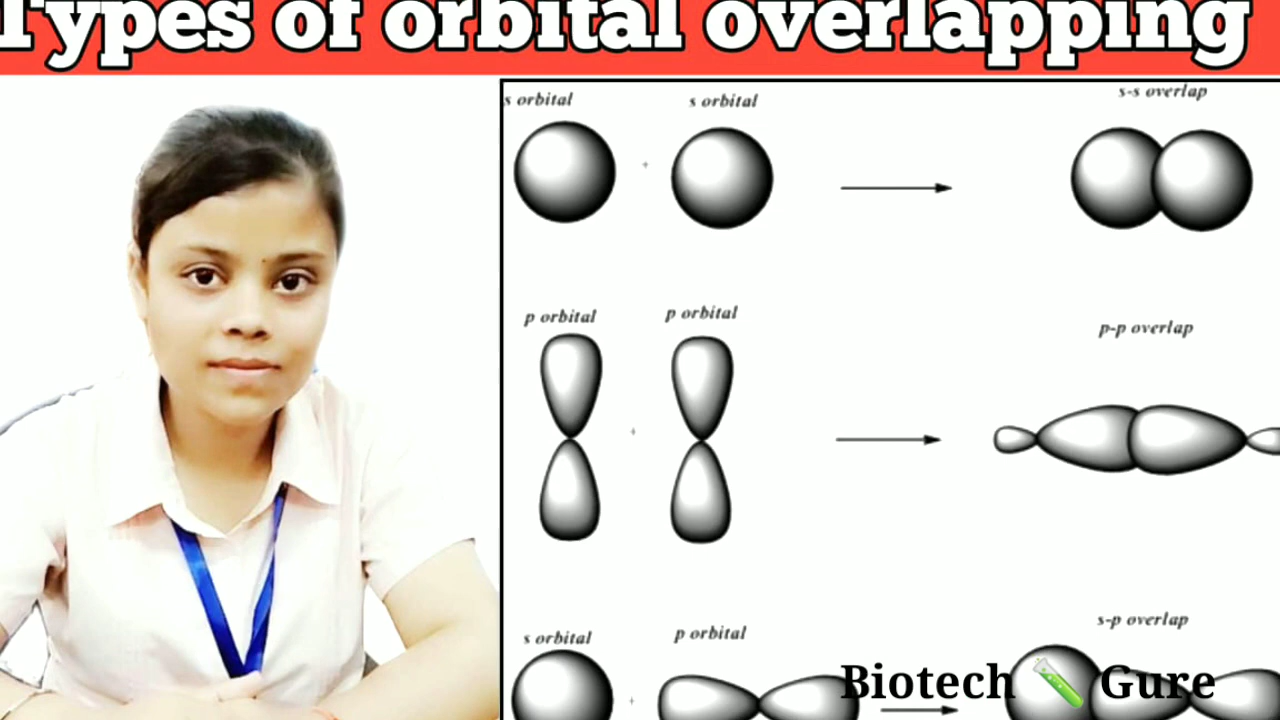 Types of orbital overlapping
s orbital
s orbital
s-s overlap
+
p orbital
p orbital
p-p overlap
+
s orbital
p orbital
s-p overlap
+
Biotech Gure